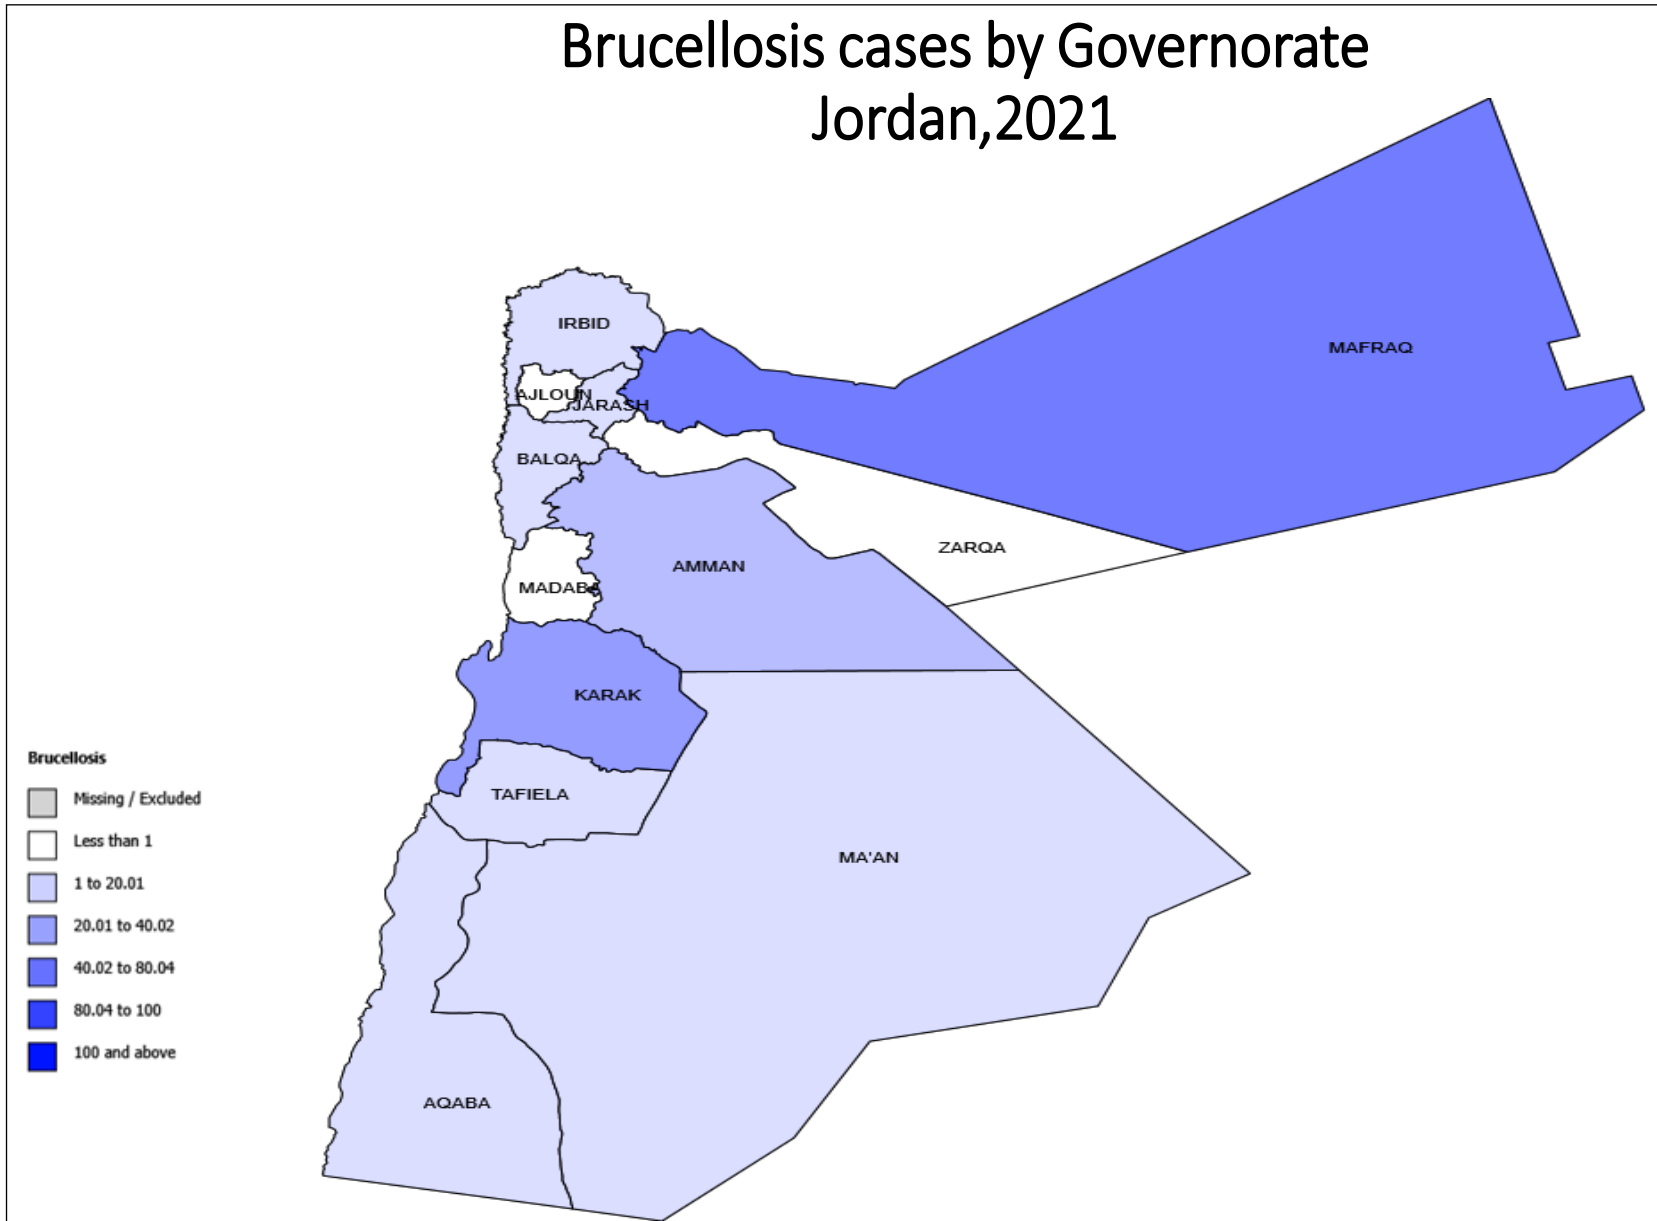 Brucellosis cases by Governorate
Jordan,2021
MAFRAQ
IRBID
AJLOUN
JARASH
BALQA
ZARQA
AMMAN
MADABA
KARAK
TAFIELA
MA'AN
AQABA
Brucellosis
Missing / Excluded
Less than 1
1 to 20.01
20.01 to 40.02
40.02 to 80.04
80.04 to 100
100 and above